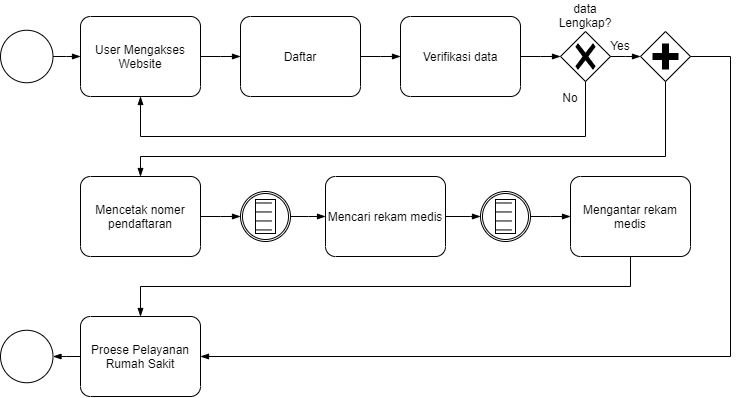 data
Lengkap?
User Mengakses
Website
Daftar
Verifikasi data
Yes
No
Mencetak nomer
pendaftaran
Mencari rekam medis
Mengantar rekam
medis
Proese Pelayanan
Rumah Sakit